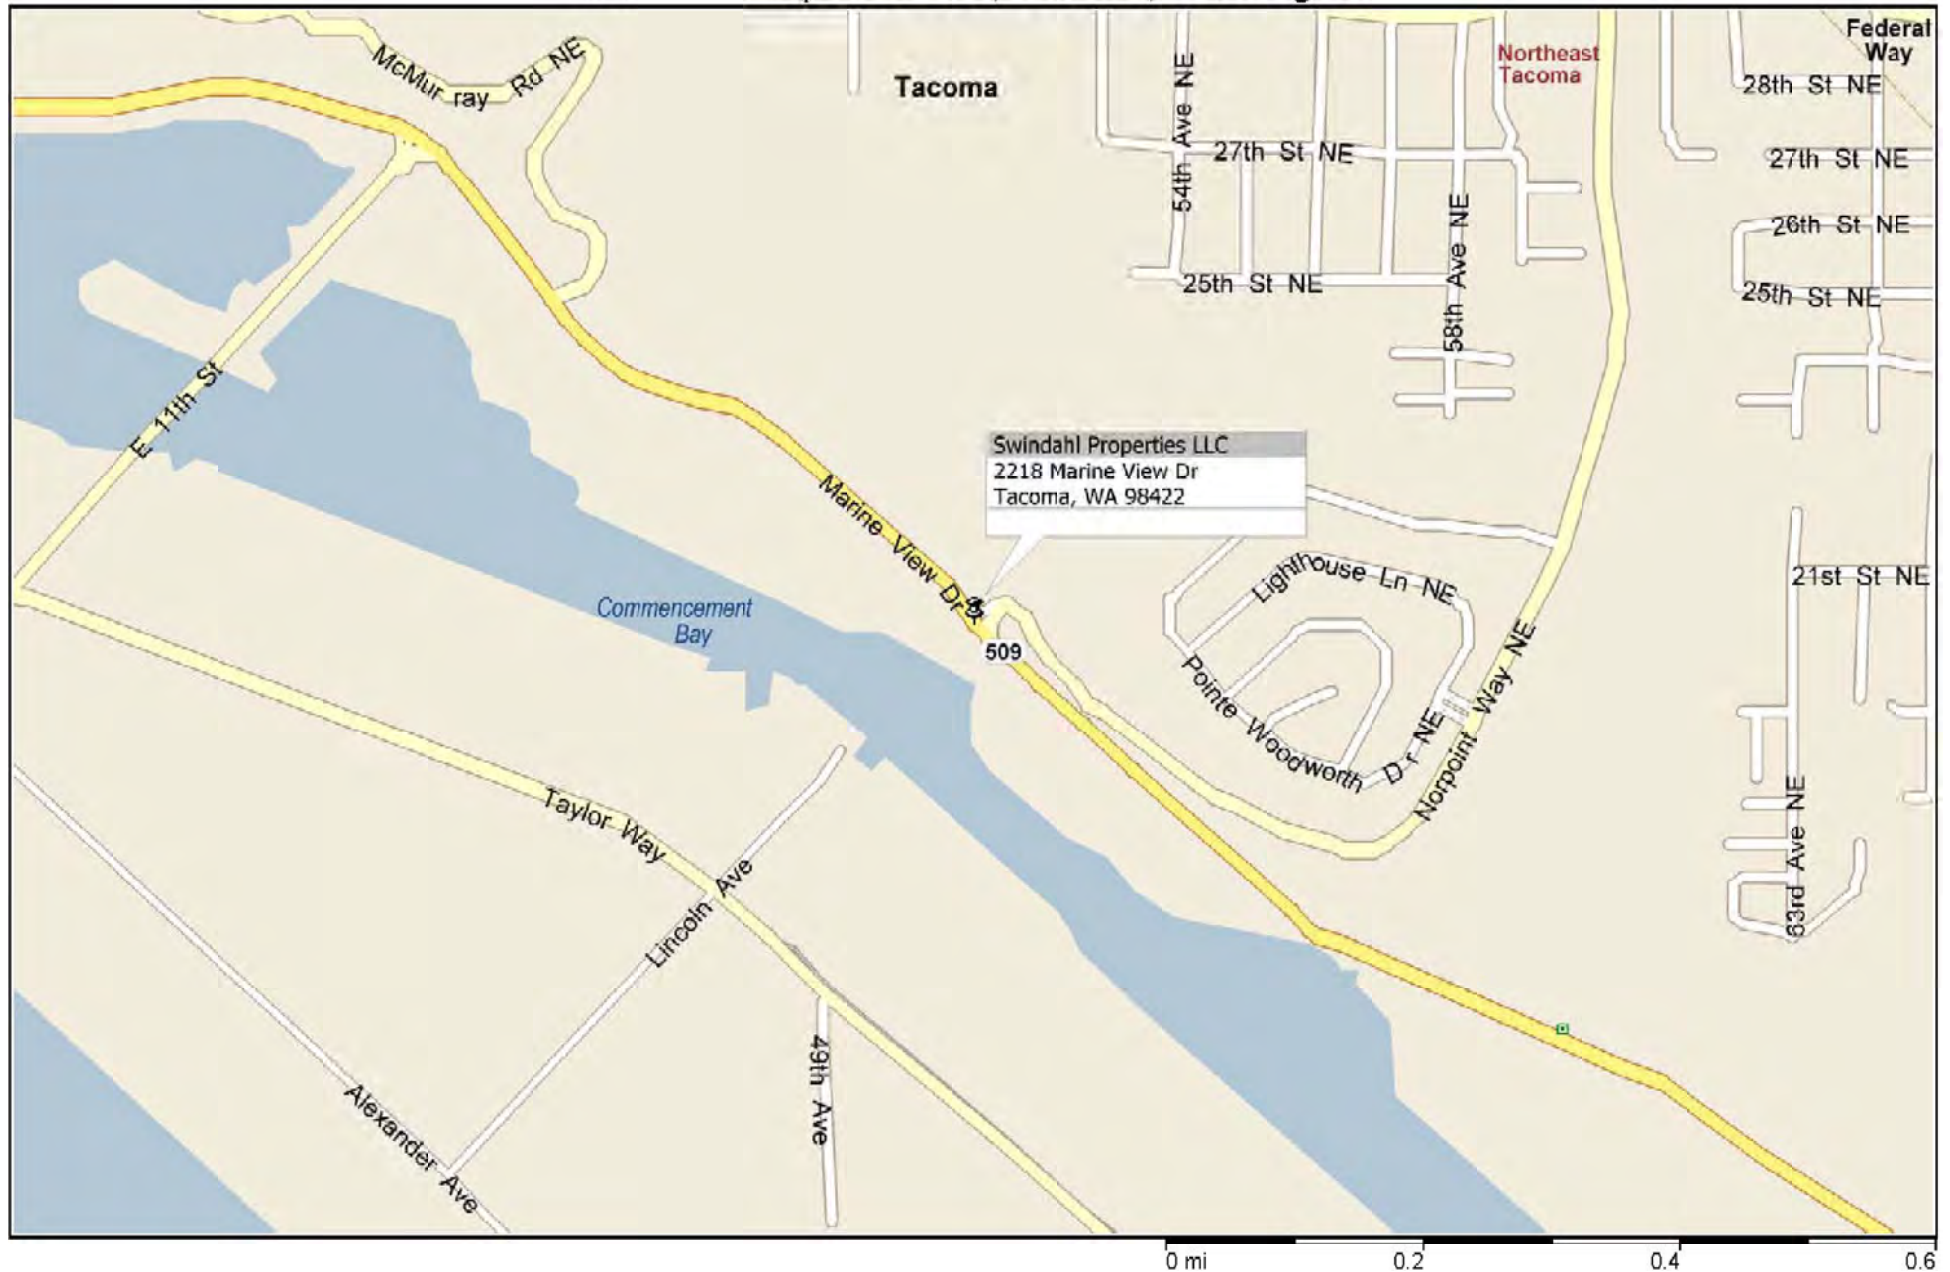 McMurray Rd NE
Tacoma
54th Ave NE
Northeast
Tacoma
Federal
Way
28th St NE
27th St NE
27th St NE
26th St NE
58th Ave NE
25th St NE
25th St NE
E 11th St
Swindahl Properties LLC
2218 Marine View Dr
Tacoma, WA 98422
Marine View Dr
Lighthouse Ln NE
21st St NE
Commencement
Bay
509
Pointe Woodworth Dr NE
Norpoint Way NE
Taylor Way
Lincoln Ave
63rd Ave NE
49th Ave
Alexander Ave
0 mi 0.2 0.4 0.6